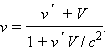 v = (v' + V) / (1 + v' V / c²)